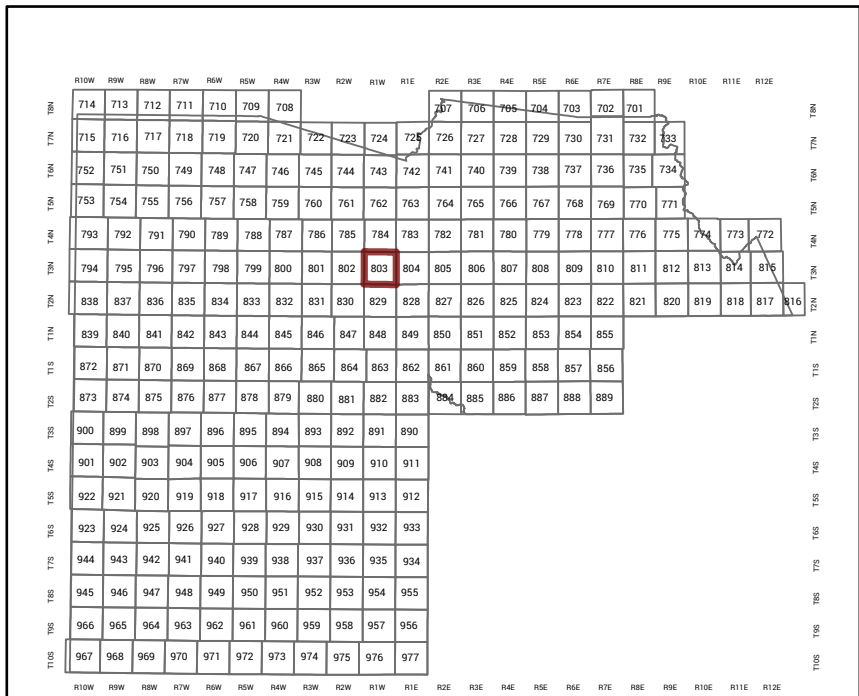 R10W R9W R8W R7W R6W R5W R4W R3W R2W R1W R1E R2E R3E R4E R5E R6E R7E R8E R9E R10E R11E R12E
T8N 714 713 712 711 710 709 708 707 706 705 704 703 702 701 T8N
T7N 715 716 717 718 719 720 721 722 723 724 725 726 727 728 729 730 731 732 733 T7N
T6N 752 751 750 749 748 747 746 745 744 743 742 741 740 739 738 737 736 735 734 T6N
T5N 753 754 755 756 757 758 759 760 761 762 763 764 765 766 767 768 769 770 771 T5N
T4N 793 792 791 790 789 788 787 786 785 784 783 782 781 780 779 778 777 776 775 774 773 772 T4N
T3N 794 795 796 797 798 799 800 801 802 803 804 805 806 807 808 809 810 811 812 813 814 815 T3N
T2N 838 837 836 835 834 833 832 831 830 829 828 827 826 825 824 823 822 821 820 819 818 817 816 T2N
T1N 839 840 841 842 843 844 845 846 847 848 849 850 851 852 853 854 855 T1N
T1S 872 871 870 869 868 867 866 865 864 863 862 861 860 859 858 857 856 T1S
T2S 873 874 875 876 877 878 879 880 881 882 883 884 885 886 887 888 889 T2S
T3S 900 899 898 897 896 895 894 893 892 891 890 T3S
T4S 901 902 903 904 905 906 907 908 909 910 911 T4S
T5S 922 921 920 919 918 917 916 915 914 913 912 T5S
T6S 923 924 925 926 927 928 929 930 931 932 933 T6S
T7S 944 943 942 941 940 939 938 937 936 935 934 T7S
T8S 945 946 947 948 949 950 951 952 953 954 955 T8S
T9S 966 965 964 963 962 961 960 959 958 957 956 T9S
T10S 967 968 969 970 971 972 973 974 975 976 977 T10S
R10W R9W R8W R7W R6W R5W R4W R3W R2W R1W R1E R2E R3E R4E R5E R6E R7E R8E R9E R10E R11E R12E